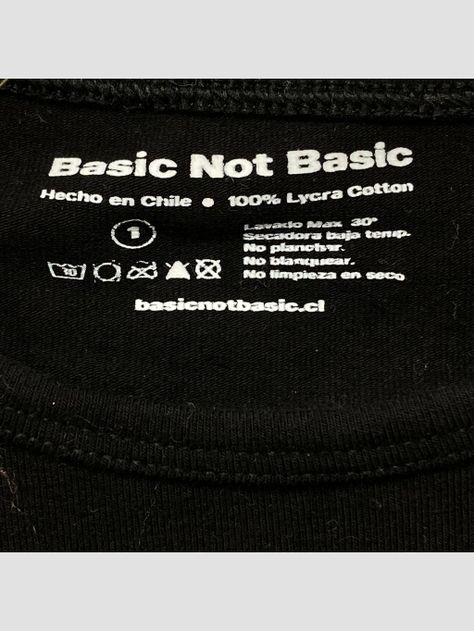 Basic Not Basic
Hecho en Chile • 100% Lycra Cotton
1
Lavado Max 30°
Secadora baja temp.
No planchar.
No blanquear.
No limpieza en seco
basicnotbasic.cl